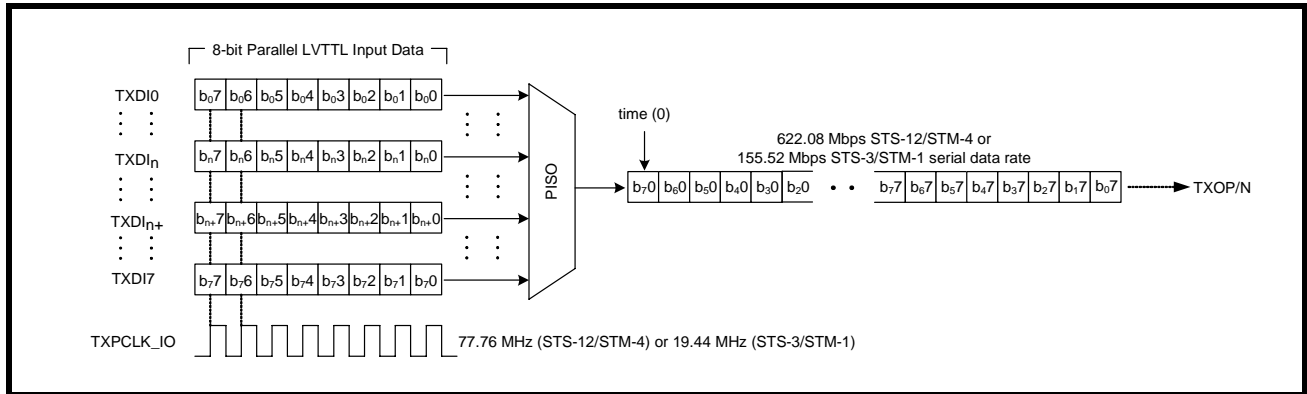 8-bit Parallel LVTTL Input Data
TXDI0 b₀7 b₀6 b₀5 b₀4 b₀3 b₀2 b₀1 b₀0
TXDIₙ bₙ7 bₙ6 bₙ5 bₙ4 bₙ3 bₙ2 bₙ1 bₙ0
TXDIₙ₊ bₙ₊7 bₙ₊6 bₙ₊5 bₙ₊4 bₙ₊3 bₙ₊2 bₙ₊1 bₙ₊0
TXDI7 b₇7 b₇6 b₇5 b₇4 b₇3 b₇2 b₇1 b₇0
TXPCLK_IO
77.76 MHz (STS-12/STM-4) or 19.44 MHz (STS-3/STM-1)
PISO
time (0)
622.08 Mbps STS-12/STM-4 or
155.52 Mbps STS-3/STM-1 serial data rate
b₇0 b₆0 b₅0 b₄0 b₃0 b₂0 • • b₇7 b₆7 b₅7 b₄7 b₃7 b₂7 b₁7 b₀7
TXOP/N